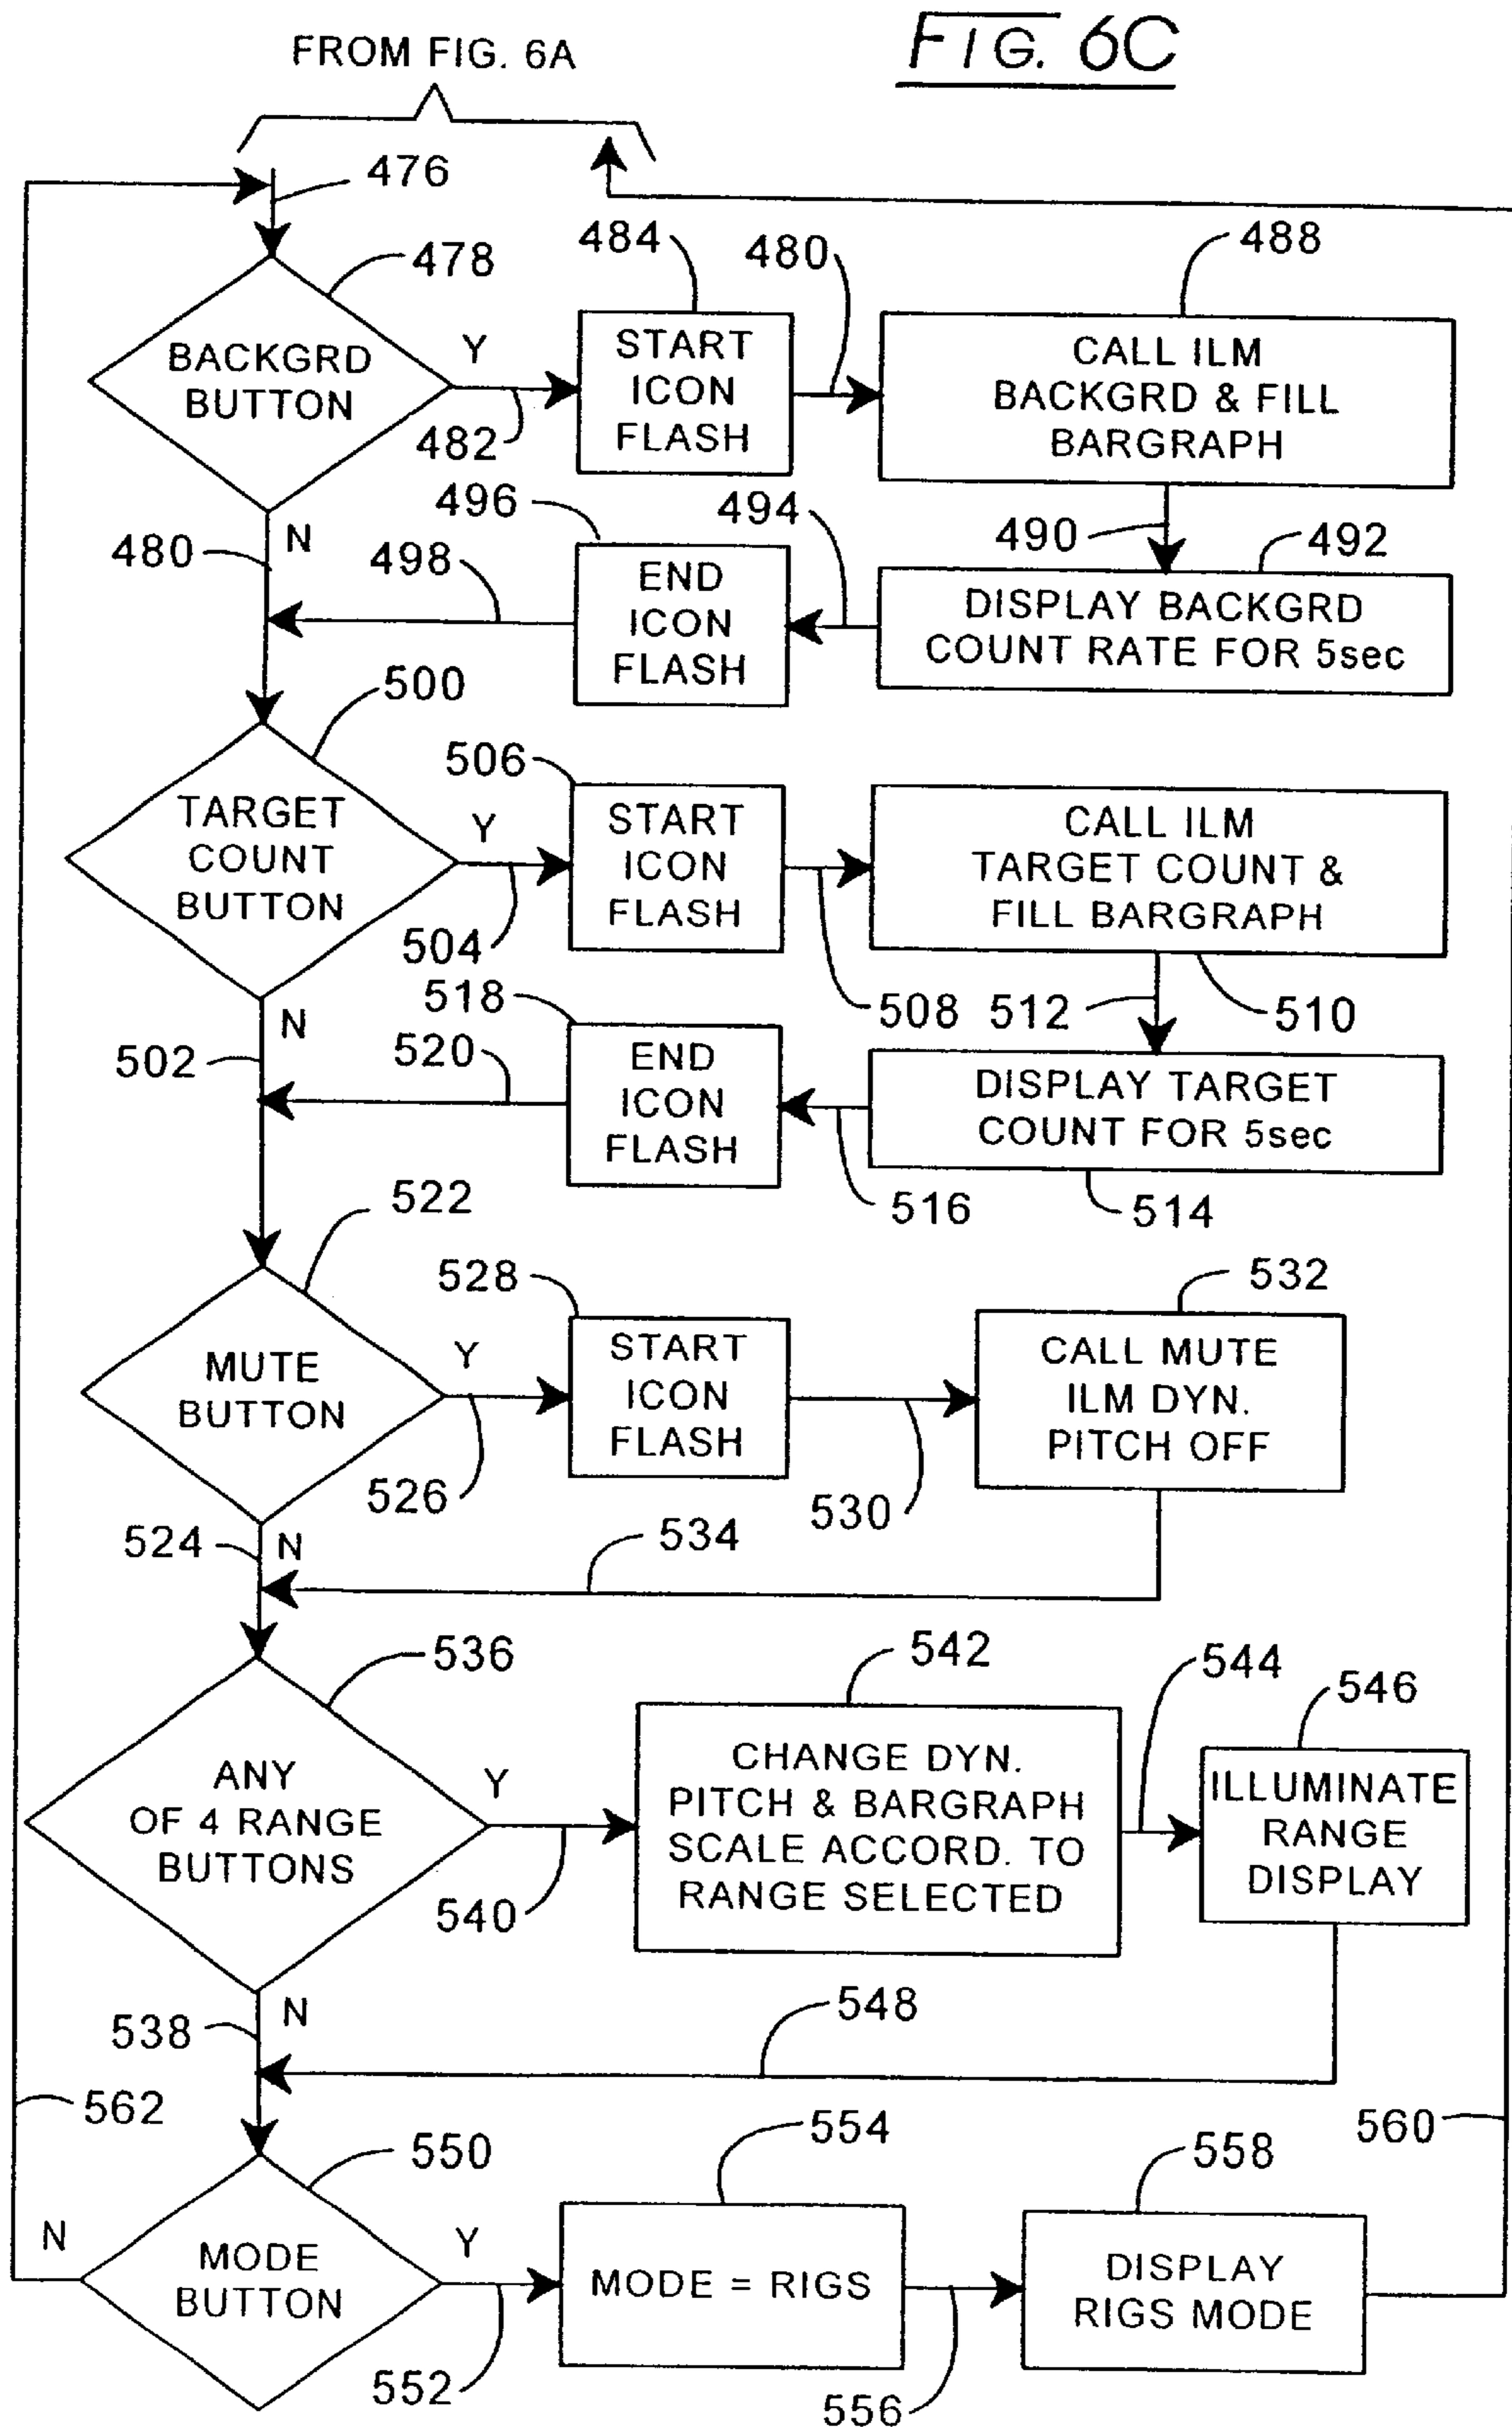 FIG. 6C
FROM FIG. 6A
476
478
484
480
488
BACKGRD
BUTTON
Y
482
START
ICON
FLASH
CALL ILM
BACKGRD & FILL
BARGRAPH
N
480
496
494
490
492
498
END
ICON
FLASH
DISPLAY BACKGRD
COUNT RATE FOR 5sec
500
506
TARGET
COUNT
BUTTON
Y
504
START
ICON
FLASH
CALL ILM
TARGET COUNT &
FILL BARGRAPH
508
512
510
N
502
518
520
END
ICON
FLASH
DISPLAY TARGET
COUNT FOR 5sec
516
514
522
528
532
MUTE
BUTTON
Y
526
START
ICON
FLASH
530
CALL MUTE
ILM DYN.
PITCH OFF
524
N
534
536
542
544
546
ANY
OF 4 RANGE
BUTTONS
Y
540
CHANGE DYN.
PITCH & BARGRAPH
SCALE ACCORD. TO
RANGE SELECTED
ILLUMINATE
RANGE
DISPLAY
538
N
548
562
550
554
558
560
N
MODE
BUTTON
Y
552
MODE = RIGS
556
DISPLAY
RIGS MODE